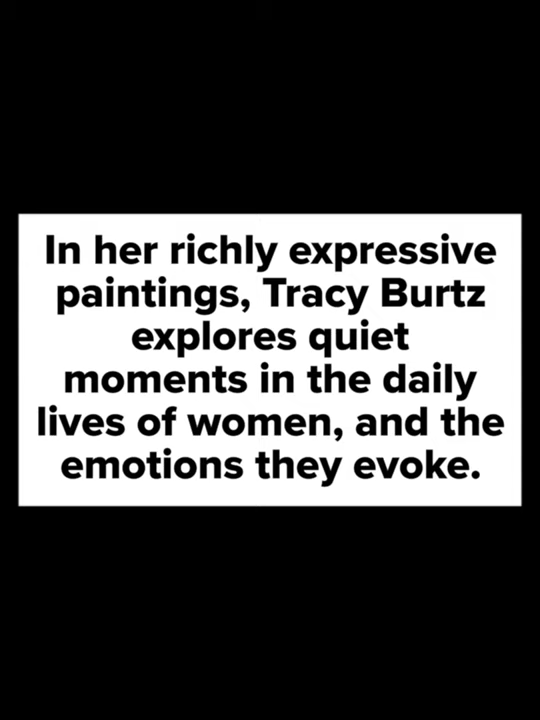 In her richly expressive
paintings, Tracy Burtz
explores quiet
moments in the daily
lives of women, and the
emotions they evoke.